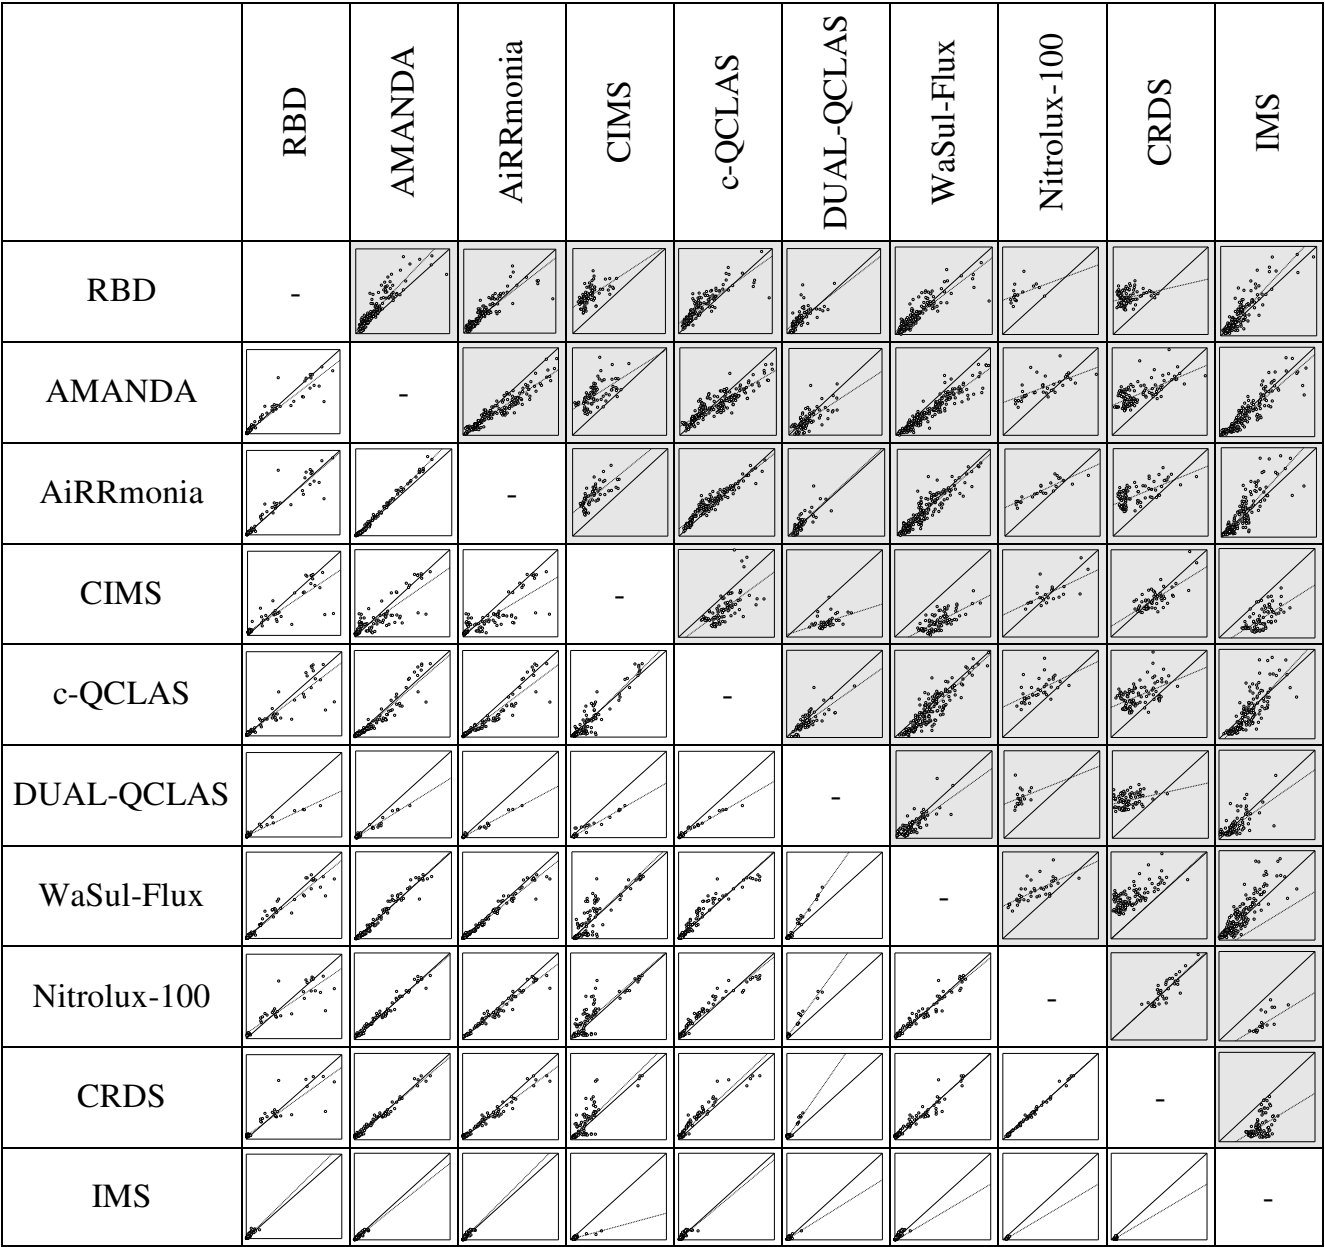 RBD
AMANDA
AiRRmonia
CIMS
c-QCLAS
DUAL-QCLAS
WaSul-Flux
Nitrolux-100
CRDS
IMS
RBD -
AMANDA -
AiRRmonia -
CIMS -
c-QCLAS -
DUAL-QCLAS -
WaSul-Flux -
Nitrolux-100 -
CRDS -
IMS -